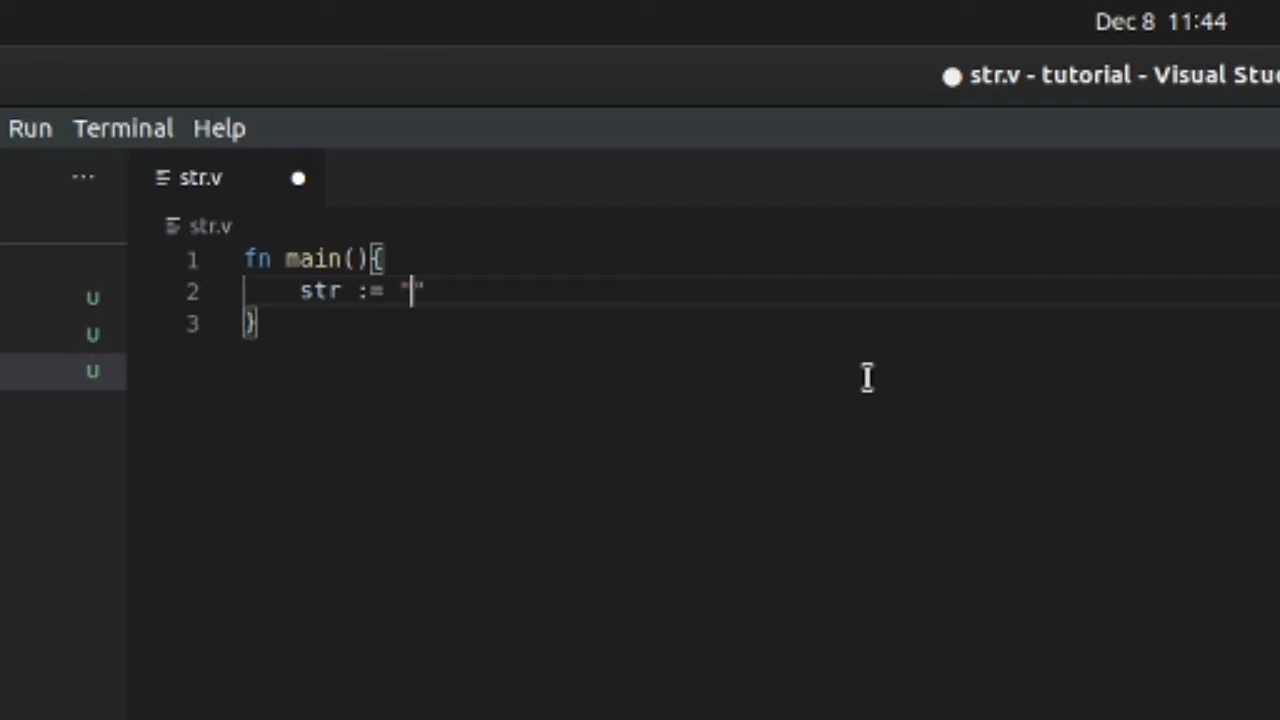 Dec 8 11:44
● str.v - tutorial - Visual Stu
Run Terminal Help
··· str.v ●
str.v
1 fn main(){
U 2 str := ""
3 }
U
U